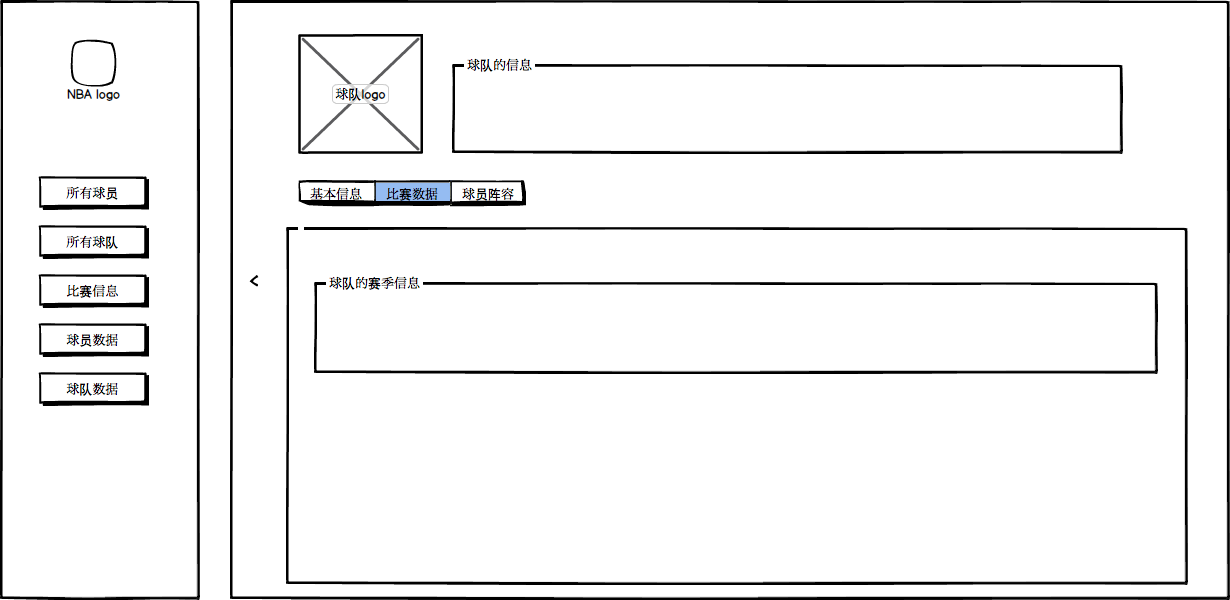 NBA logo
所有球员
所有球队
比赛信息
球员数据
球队数据
球队logo
球队的信息
基本信息 比赛数据 球员阵容
<
球队的赛季信息